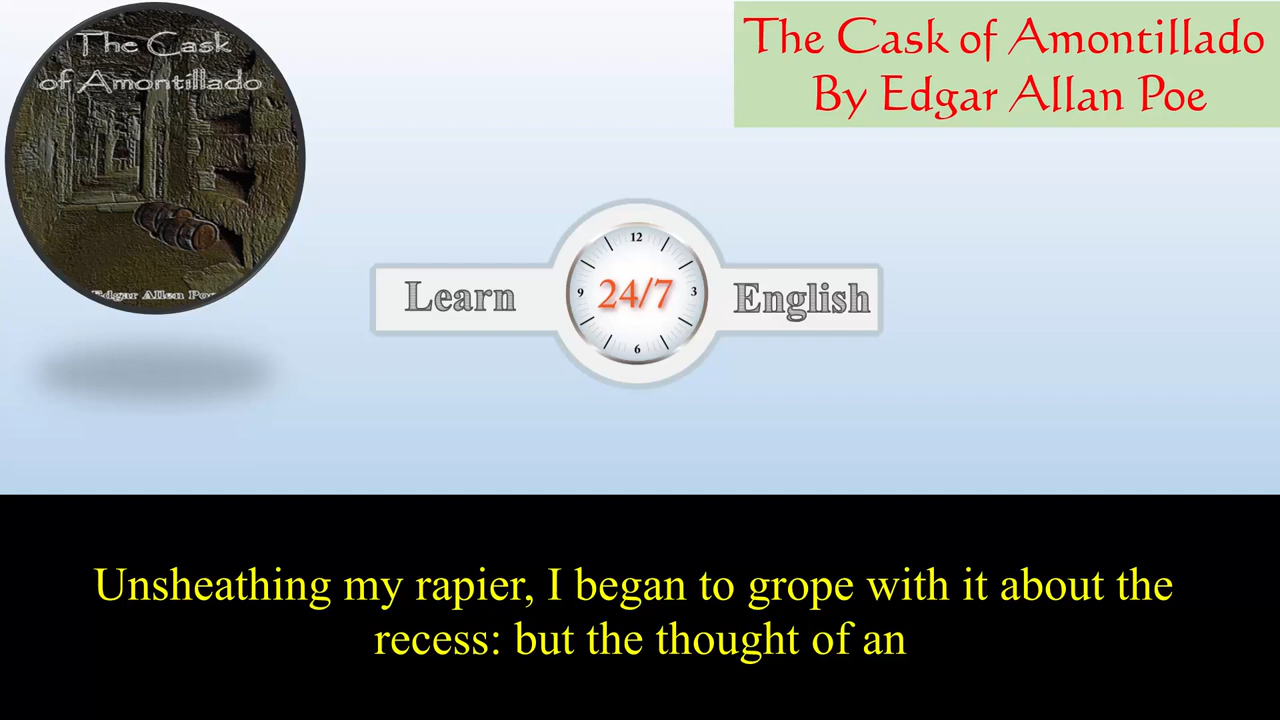 The Cask
of Amontillado
Edgar Allen Poe
The Cask of Amontillado
By Edgar Allan Poe
Learn
12
9
24/7
3
6
English
Unsheathing my rapier, I began to grope with it about the
recess: but the thought of an